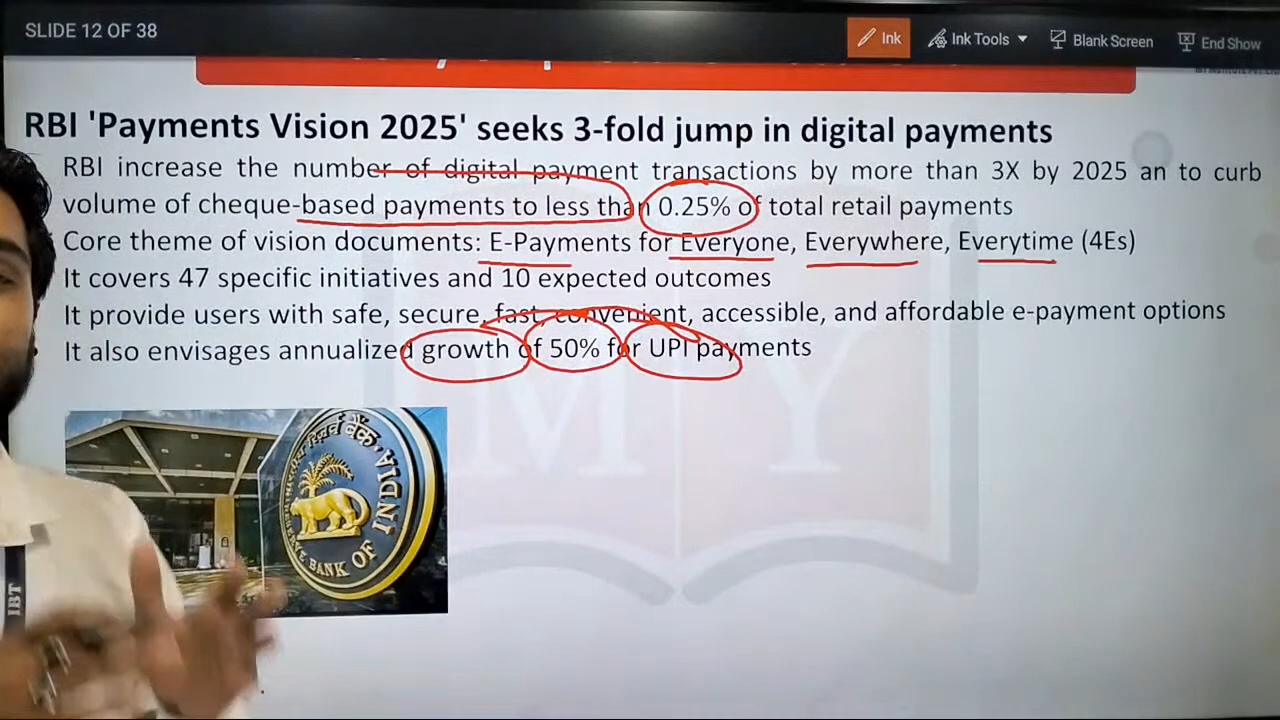 SLIDE 12 OF 38
Ink
Ink Tools
Blank Screen
End Show
RBI 'Payments Vision 2025' seeks 3-fold jump in digital payments
RBI increase the number of digital payment transactions by more than 3X by 2025 an to curb
volume of cheque-based payments to less than 0.25% of total retail payments
Core theme of vision documents: E-Payments for Everyone, Everywhere, Everytime (4Es)
It covers 47 specific initiatives and 10 expected outcomes
It provide users with safe, secure, fast, convenient, accessible, and affordable e-payment options
It also envisages annualized growth of 50% for UPI payments
M Y
रिज़र्व बैंक
BANK OF INDIA
IBT